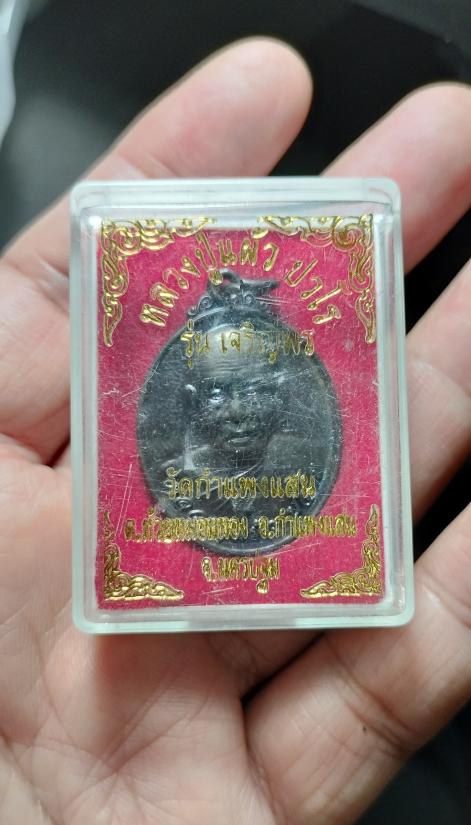 หลวงปู่แผ้ว ปวโร
รุ่น เจริญพร
วัดกำแพงแสน
อ.กำแพงแสน
จ.นครปฐม